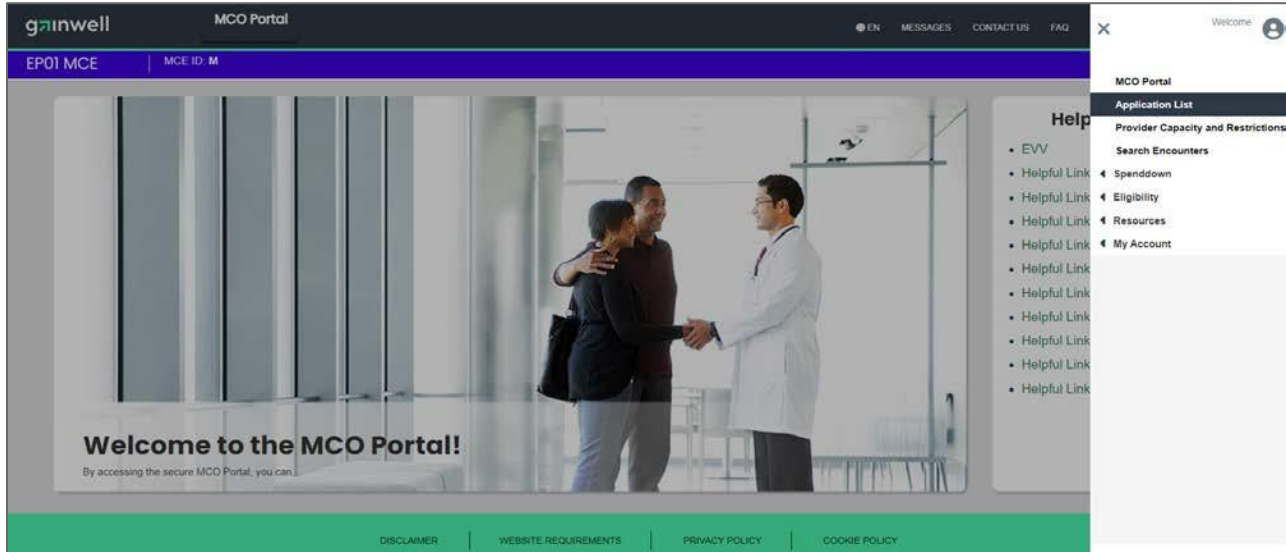 gainwell
MCO Portal
EN MESSAGES CONTACT US FAQ
Welcome
EP01 MCE
MCE ID: M
MCO Portal
Application List
Provider Capacity and Restrictions
Search Encounters
Spenddown
Eligibility
Resources
My Account
Help
EVV
Helpful Link
Helpful Link
Helpful Link
Helpful Link
Helpful Link
Helpful Link
Helpful Link
Helpful Link
Helpful Link
Helpful Link
Welcome to the MCO Portal!
By accessing the secure MCO Portal, you can...
DISCLAIMER
WEBSITE REQUIREMENTS
PRIVACY POLICY
COOKIE POLICY